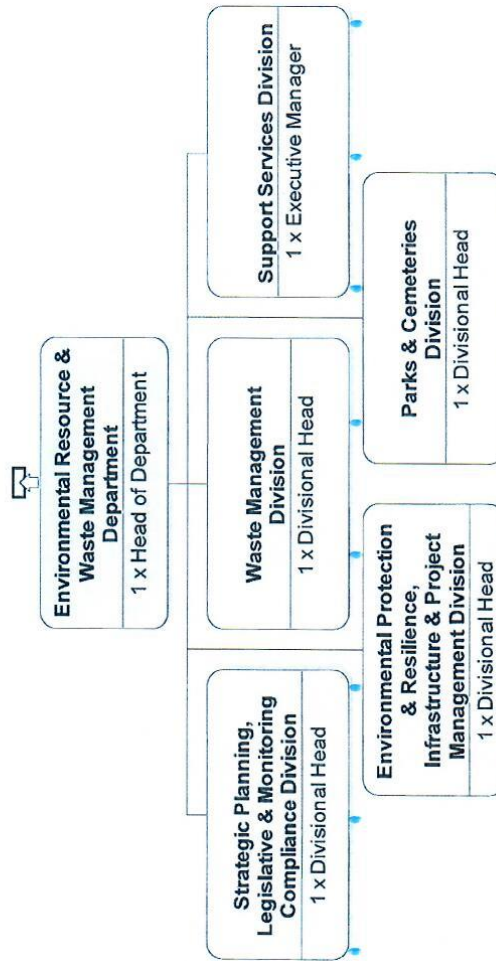 Environmental Resource &
Waste Management
Department
1 x Head of Department
Strategic Planning,
Legislative & Monitoring
Compliance Division
1 x Divisional Head
Waste Management
Division
1 x Divisional Head
Support Services Division
1 x Executive Manager
Environmental Protection
& Resilience,
Infrastructure & Project
Management Division
1 x Divisional Head
Parks & Cemeteries
Division
1 x Divisional Head